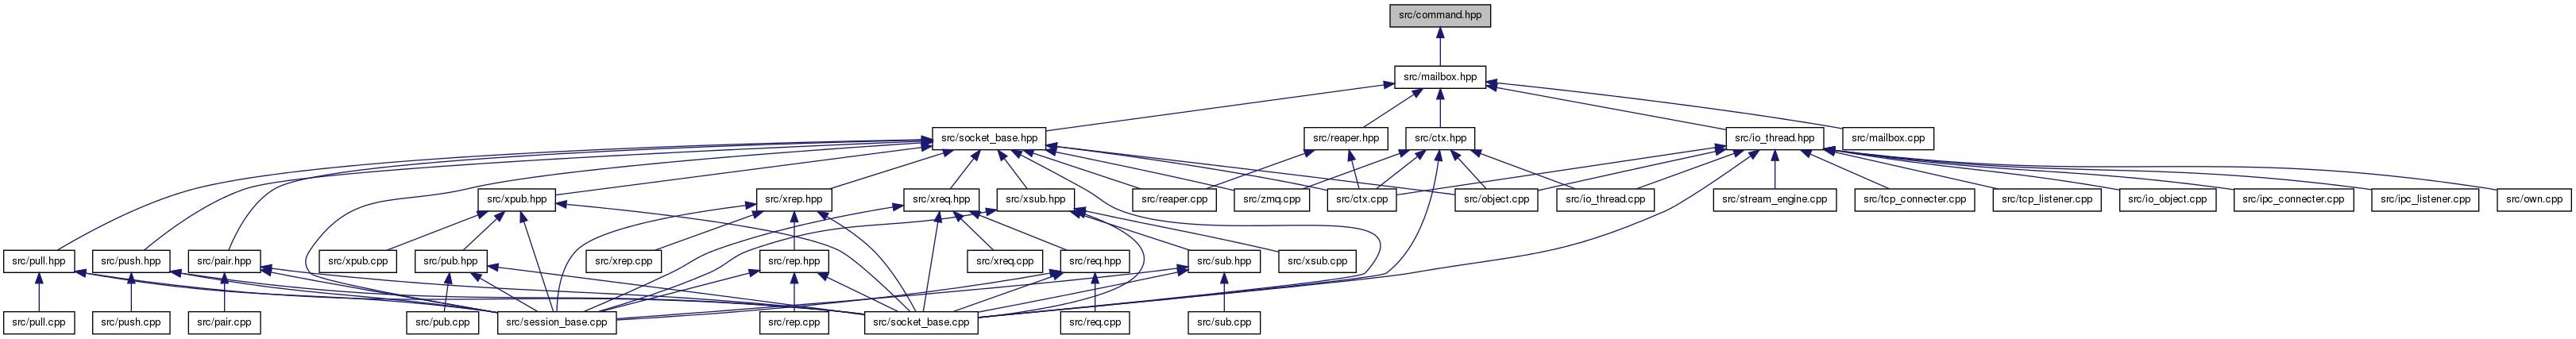 src/command.hpp
src/mailbox.hpp
src/socket_base.hpp
src/reaper.hpp
src/ctx.hpp
src/io_thread.hpp
src/mailbox.cpp
src/xpub.hpp
src/xrep.hpp
src/xreq.hpp
src/xsub.hpp
src/reaper.cpp
src/zmq.cpp
src/ctx.cpp
src/object.cpp
src/io_thread.cpp
src/stream_engine.cpp
src/tcp_connecter.cpp
src/tcp_listener.cpp
src/io_object.cpp
src/ipc_connecter.cpp
src/ipc_listener.cpp
src/own.cpp
src/pull.hpp
src/push.hpp
src/pair.hpp
src/xpub.cpp
src/pub.hpp
src/xrep.cpp
src/rep.hpp
src/xreq.cpp
src/req.hpp
src/sub.hpp
src/xsub.cpp
src/pull.cpp
src/push.cpp
src/pair.cpp
src/pub.cpp
src/session_base.cpp
src/rep.cpp
src/socket_base.cpp
src/req.cpp
src/sub.cpp